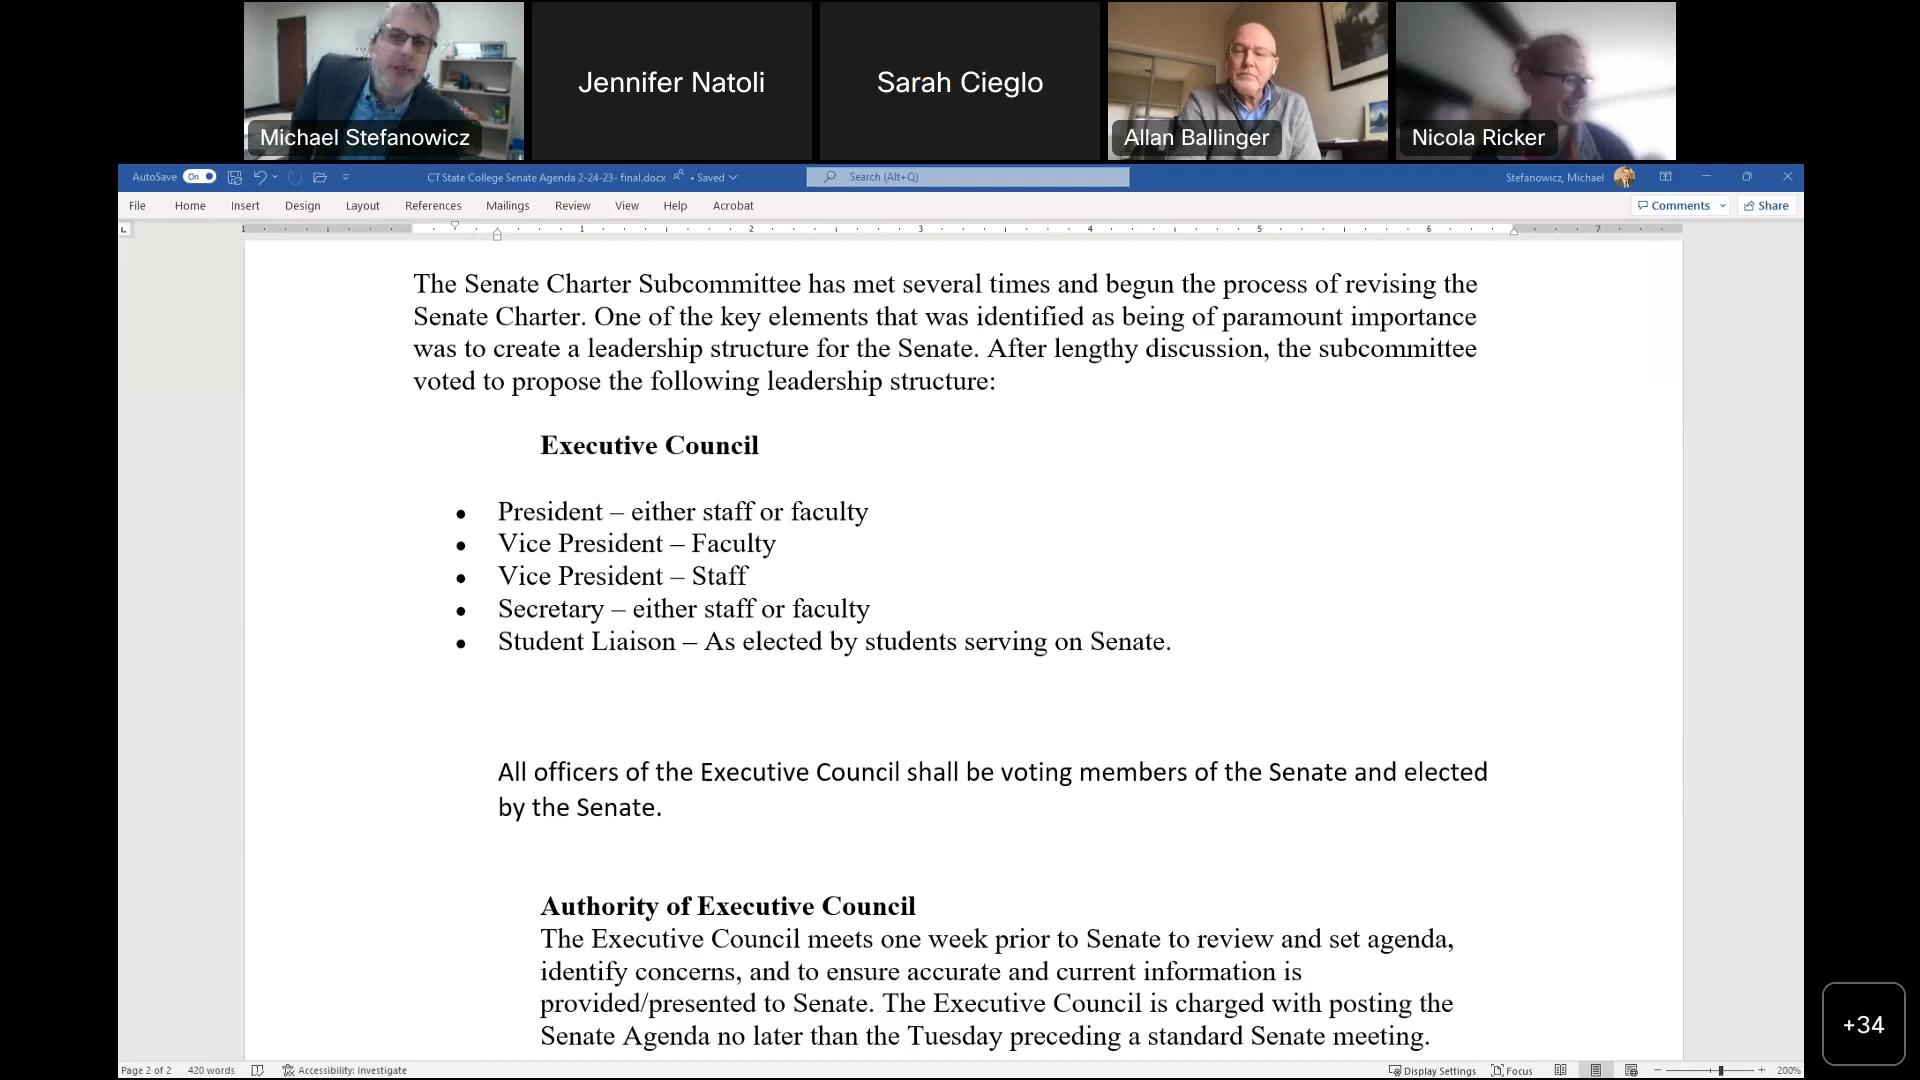 Michael Stefanowicz
Jennifer Natoli
Sarah Cieglo
Allan Ballinger
Nicola Ricker
AutoSave On
CT State College Senate Agenda 2-24-23- final.docx • Saved
Search (Alt+Q)
Stefanowicz, Michael
File Home Insert Design Layout References Mailings Review View Help Acrobat
Comments Share
1 1 2 3 4 5 6 7
The Senate Charter Subcommittee has met several times and begun the process of revising the
Senate Charter. One of the key elements that was identified as being of paramount importance
was to create a leadership structure for the Senate. After lengthy discussion, the subcommittee
voted to propose the following leadership structure:
Executive Council
• President – either staff or faculty
• Vice President – Faculty
• Vice President – Staff
• Secretary – either staff or faculty
• Student Liaison – As elected by students serving on Senate.
All officers of the Executive Council shall be voting members of the Senate and elected
by the Senate.
Authority of Executive Council
The Executive Council meets one week prior to Senate to review and set agenda,
identify concerns, and to ensure accurate and current information is
provided/presented to Senate. The Executive Council is charged with posting the
Senate Agenda no later than the Tuesday preceding a standard Senate meeting.
+34
Page 2 of 2 420 words Accessibility: Investigate
Display Settings Focus 200%